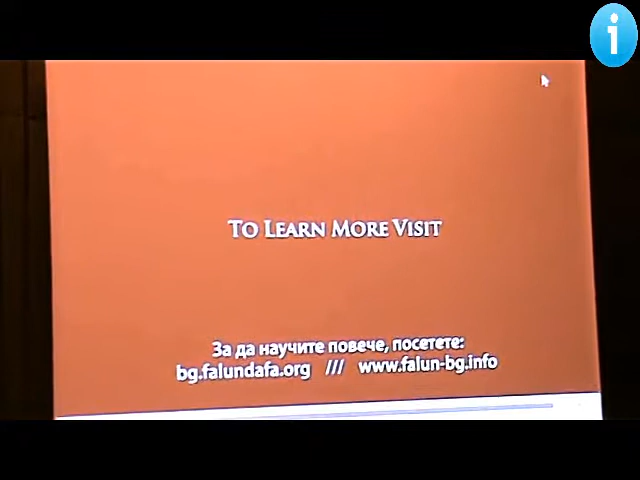 To Learn More Visit
За да научите повече, посетете:
bg.falundafa.org /// www.falun-bg.info